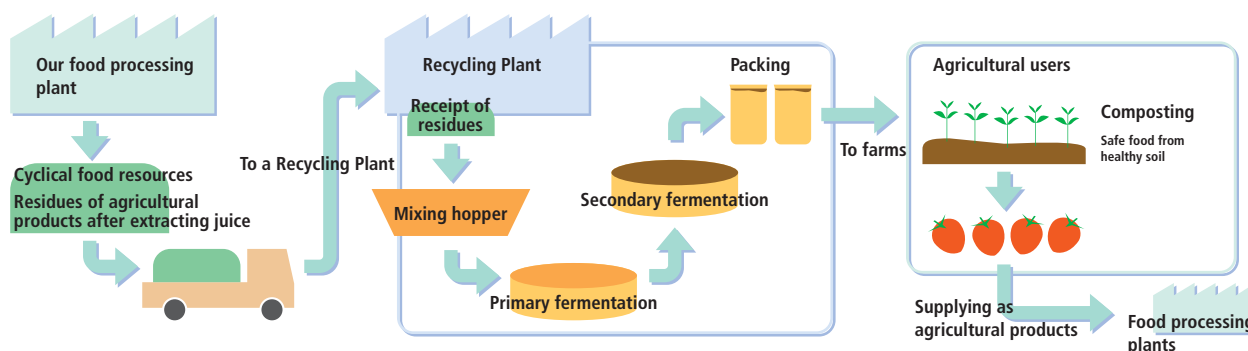 Our food processing
plant
Cyclical food resources
Residues of agricultural
products after extracting juice
To a Recycling Plant
Recycling Plant
Receipt of
residues
Mixing hopper
Primary fermentation
Secondary fermentation
Packing
To farms
Agricultural users
Composting
Safe food from
healthy soil
Supplying as
agricultural products
Food processing
plants